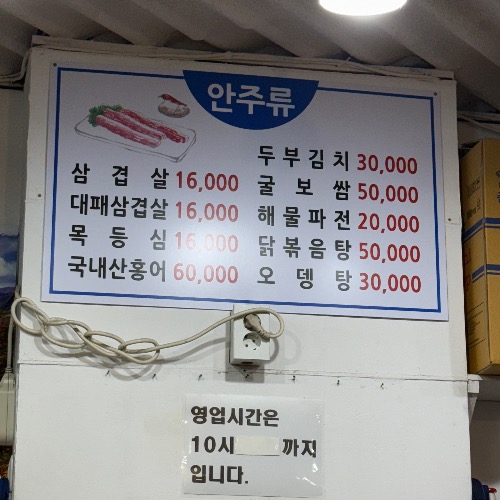 안주류
삼겹살 16,000
대패삼겹살 16,000
목등심 16,000
국내산홍어 60,000
두부김치 30,000
굴보쌈 50,000
해물파전 20,000
닭볶음탕 50,000
오뎅탕 30,000
영업시간은
10시 까지
입니다.